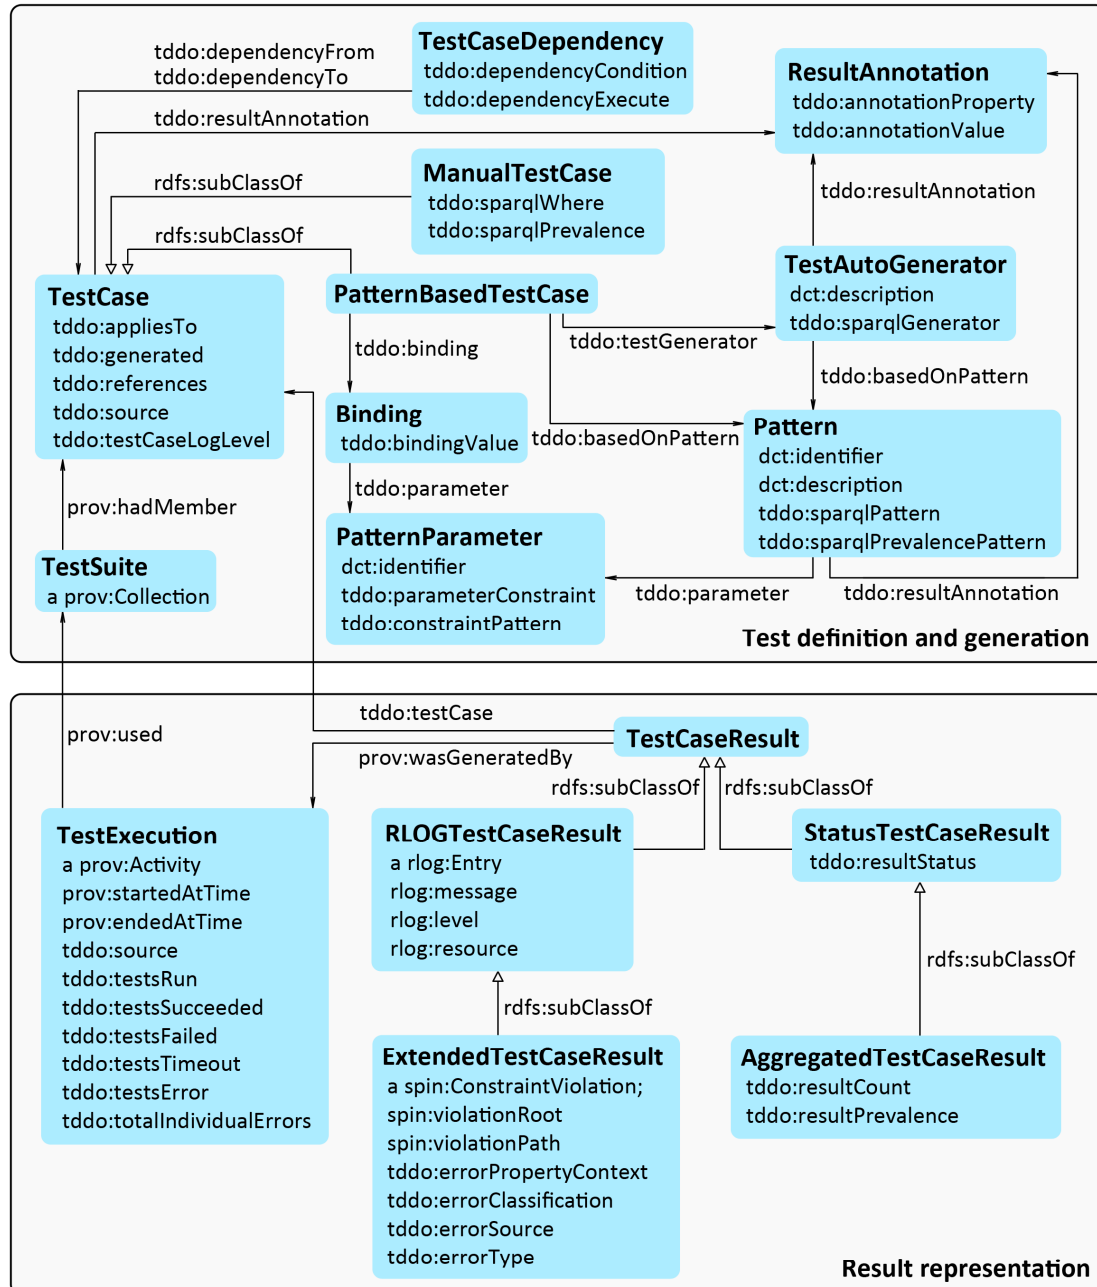 tddo:dependencyFrom
tddo:dependencyTo
TestCaseDependency
tddo:dependencyCondition
tddo:dependencyExecute
ResultAnnotation
tddo:annotationProperty
tddo:annotationValue
tddo:resultAnnotation
rdfs:subClassOf
ManualTestCase
tddo:sparqlWhere
tddo:sparqlPrevalence
tddo:resultAnnotation
rdfs:subClassOf
TestCase
tddo:appliesTo
tddo:generated
tddo:references
tddo:source
tddo:testCaseLogLevel
PatternBasedTestCase
TestAutoGenerator
dct:description
tddo:sparqlGenerator
tddo:testGenerator
tddo:binding
tddo:basedOnPattern
Binding
tddo:bindingValue
tddo:basedOnPattern
Pattern
dct:identifier
dct:description
tddo:sparqlPattern
tddo:sparqlPrevalencePattern
tddo:parameter
prov:hadMember
PatternParameter
dct:identifier
tddo:parameterConstraint
tddo:constraintPattern
TestSuite
a prov:Collection
tddo:parameter
tddo:resultAnnotation
Test definition and generation
prov:used
tddo:testCase
TestCaseResult
prov:wasGeneratedBy
rdfs:subClassOf
rdfs:subClassOf
TestExecution
a prov:Activity
prov:startedAtTime
prov:endedAtTime
tddo:source
tddo:testsRun
tddo:testsSucceeded
tddo:testsFailed
tddo:testsTimeout
tddo:testsError
tddo:totalIndividualErrors
RLOGTestCaseResult
a rlog:Entry
rlog:message
rlog:level
rlog:resource
StatusTestCaseResult
tddo:resultStatus
rdfs:subClassOf
rdfs:subClassOf
ExtendedTestCaseResult
a spin:ConstraintViolation;
spin:violationRoot
spin:violationPath
tddo:errorPropertyContext
tddo:errorClassification
tddo:errorSource
tddo:errorType
AggregatedTestCaseResult
tddo:resultCount
tddo:resultPrevalence
Result representation